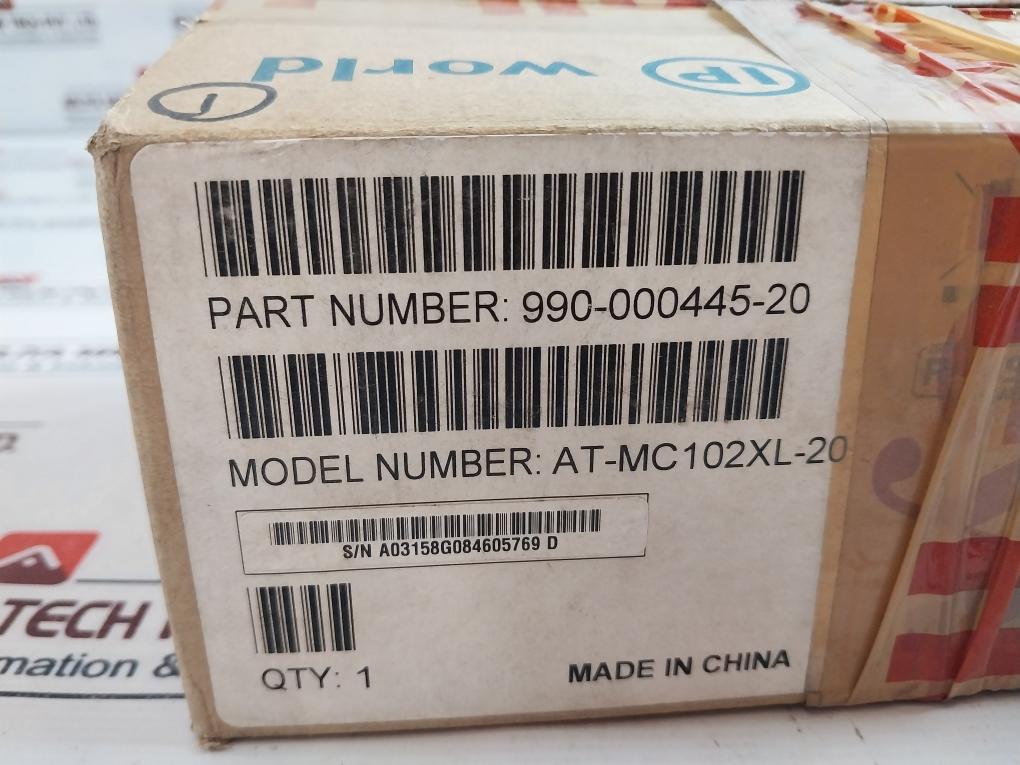 IP world
1
PART NUMBER: 990-000445-20
MODEL NUMBER: AT-MC102XL-20
S/N A03158G084605769 D
QTY: 1
MADE IN CHINA
TECH
mation &